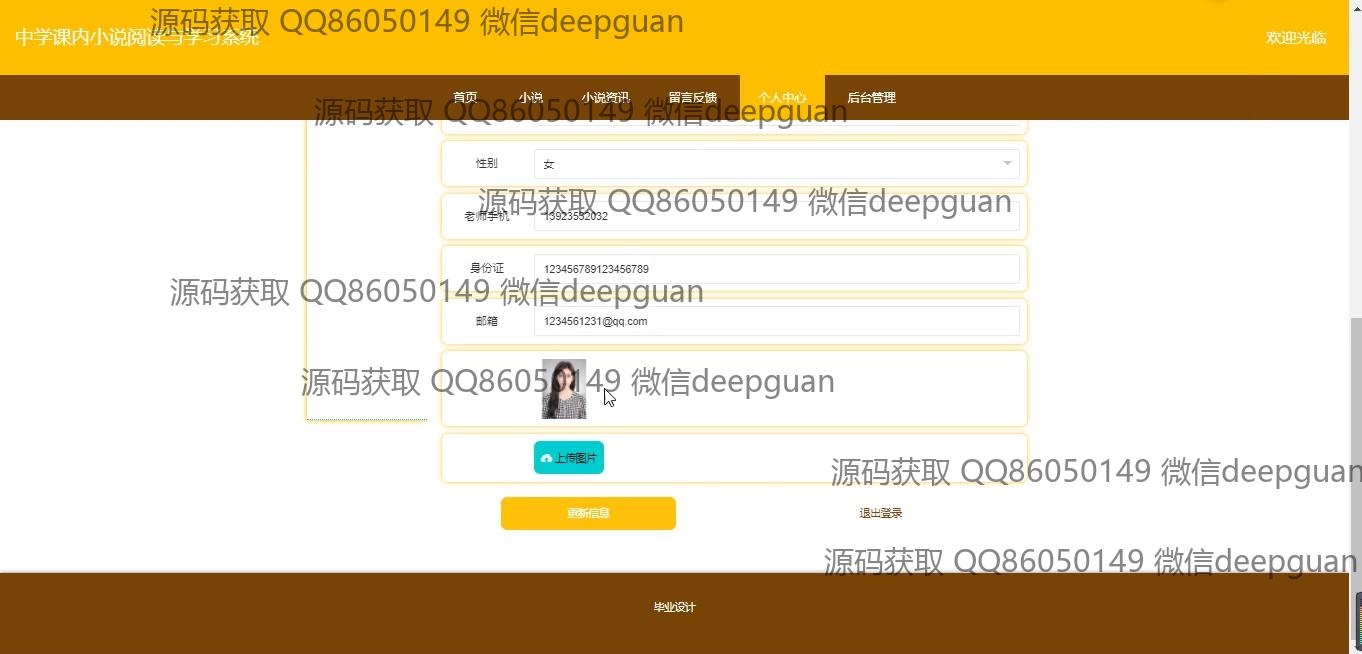 源码获取 QQ86050149 微信deepguan
中学课内小说阅读与学习系统
欢迎光临
首页 小说 小说资讯 留言反馈 个人中心 后台管理
源码获取 QQ86050149 微信deepguan
性别 女
源码获取 QQ86050149 微信deepguan
老师手机 13923532032
身份证 123456789123456789
源码获取 QQ86050149 微信deepguan
邮箱 1234561231@qq.com
源码获取 QQ86050149 微信deepguan
上传图片
源码获取 QQ86050149 微信deepguan
更新信息 退出登录
源码获取 QQ86050149 微信deepguan
毕业设计